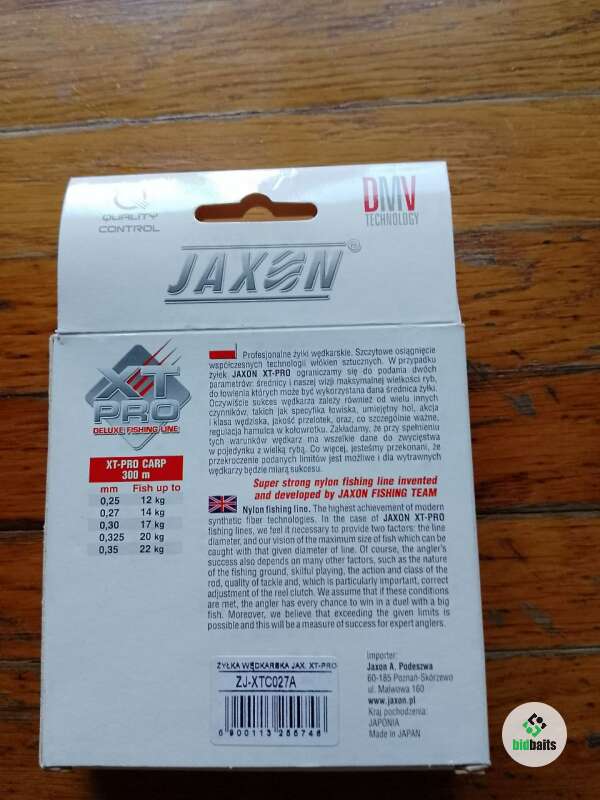 QUALITY
CONTROL
DMV
TECHNOLOGY
JAXON®
XT
PRO
DELUXE FISHING LINE
XT-PRO CARP
300 m
mm Fish up to
0,25 12 kg
0,27 14 kg
0,30 17 kg
0,325 20 kg
0,35 22 kg
Profesjonalne żyłki wędkarskie. Szczytowe osiągnięcie
współczesnych technologii włókien sztucznych. W przypadku
żyłek JAXON XT-PRO ograniczamy się do podania dwóch
parametrów: średnicy i naszej wizji maksymalnej wielkości ryb,
do łowienia których może być wykorzystana dana średnica żyłki.
Oczywiście sukces wędkarza zależy również od wielu innych
czynników, takich jak specyfika łowiska, umiejętny hol, akcja
i klasa wędziska, jakość przelotek, oraz, co szczególnie ważne,
regulacja hamulca w kołowrotku. Zakładamy, że przy spełnieniu
tych warunków wędkarz ma wszelkie dane do zwycięstwa
w pojedynku z wielką rybą. Co więcej, jesteśmy przekonani, że
przekroczenie podanych limitów jest możliwe i dla wytrawnych
wędkarzy będzie miarą sukcesu.
Super strong nylon fishing line invented
and developed by JAXON FISHING TEAM
Nylon fishing line. The highest achievement of modern
synthetic fiber technologies. In the case of JAXON XT-PRO
fishing lines, we feel it necessary to provide two factors: the line
diameter, and our vision of the maximum size of fish which can be
caught with that given diameter of line. Of course, the angler's
success also depends on many other factors, such as the nature
of the fishing ground, skilful playing, the action and class of the
rod, quality of tackle and, which is particularly important, correct
adjustment of the reel clutch. We assume that if these conditions
are met, the angler has every chance to win in a duel with a big
fish. Moreover, we believe that exceeding the given limits is
possible and this will be a measure of success for expert anglers.
ŻYŁKA WĘDKARSKA JAX. XT-PRO
ZJ-XTC027A
5900113255746
Importer:
Jaxon A. Podeszwa
60-185 Poznań-Skórzewo
ul. Malwowa 160
www.jaxon.pl
Kraj pochodzenia:
JAPONIA
Made in JAPAN
bidbaits